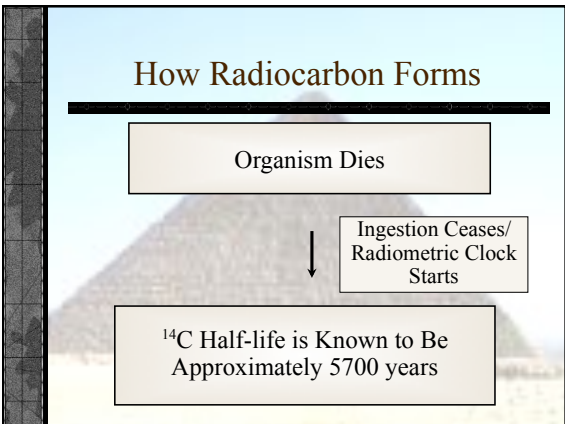 How Radiocarbon Forms
Organism Dies
Ingestion Ceases/
Radiometric Clock
Starts
¹⁴C Half-life is Known to Be
Approximately 5700 years